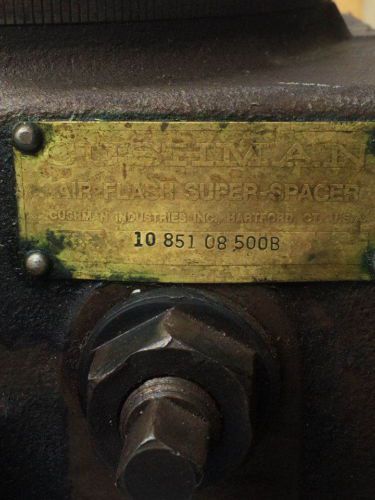 CUSHMAN
AIR-FLASH SUPER-SPACER
CUSHMAN INDUSTRIES INC., HARTFORD, CT. U.S.A.
10 851 08 500B